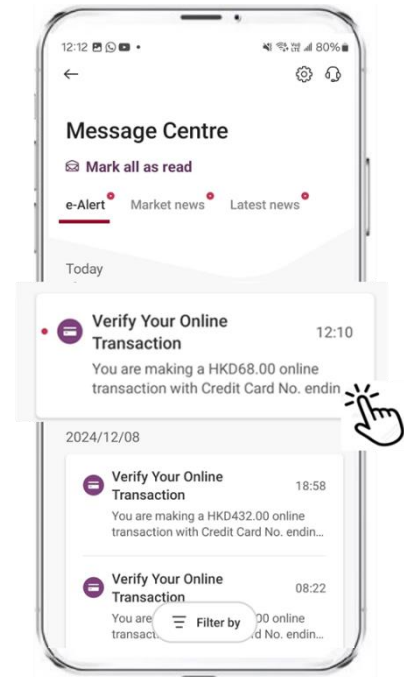 12:12
80%
Message Centre
Mark all as read
e-Alert Market news Latest news
Today
Verify Your Online
Transaction
12:10
You are making a HKD68.00 online
transaction with Credit Card No. endin
2024/12/08
Verify Your Online
Transaction
18:58
You are making a HKD432.00 online
transaction with Credit Card No. endin...
Verify Your Online
Transaction
08:22
You are 00 online
Filter by
transac d No. endin...